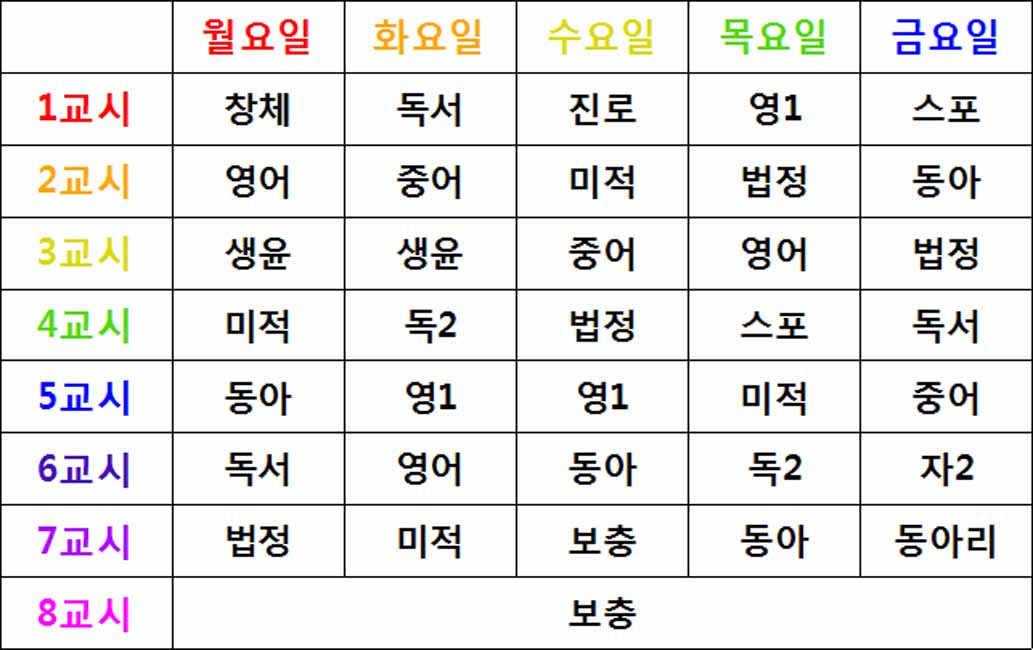 월요일 화요일 수요일 목요일 금요일
1교시 창체 독서 진로 영1 스포
2교시 영어 중어 미적 법정 동아
3교시 생윤 생윤 중어 영어 법정
4교시 미적 독2 법정 스포 독서
5교시 동아 영1 영1 미적 중어
6교시 독서 영어 동아 독2 자2
7교시 법정 미적 보충 동아 동아리
8교시 보충